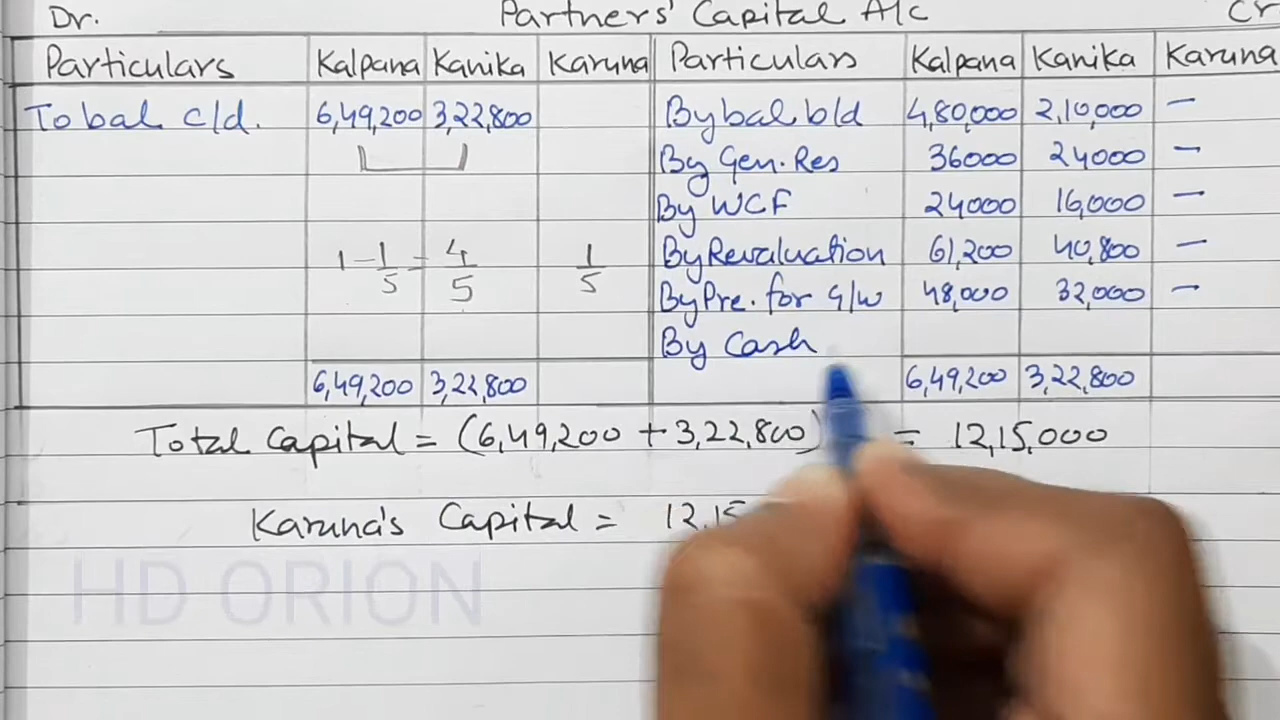 Dr. Partners' Capital A/c Cr
Particulars Kalpana Kanika Karuna Particulars Kalpana Kanika Karuna
To bal c/d. 6,49,200 3,22,800 By bal b/d 4,80,000 2,10,000 —
By Gen. Res 36000 24000 —
By WCF 24000 16,000 —
1 - 1/5 = 4/5 1/5 By Revaluation 61,200 40,800 —
By Pre. for G/w 48,000 32,000 —
By Cash
6,49,200 3,22,800 6,49,200 3,22,800
Total Capital = (6,49,200 + 3,22,800) = 12,15,000
Karuna's Capital =
HD ORION